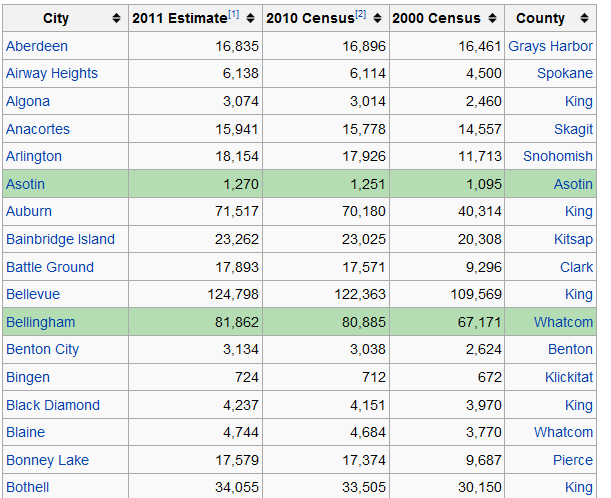 City 2011 Estimate[1] 2010 Census[2] 2000 Census County
Aberdeen 16,835 16,896 16,461 Grays Harbor
Airway Heights 6,138 6,114 4,500 Spokane
Algona 3,074 3,014 2,460 King
Anacortes 15,941 15,778 14,557 Skagit
Arlington 18,154 17,926 11,713 Snohomish
Asotin 1,270 1,251 1,095 Asotin
Auburn 71,517 70,180 40,314 King
Bainbridge Island 23,262 23,025 20,308 Kitsap
Battle Ground 17,893 17,571 9,296 Clark
Bellevue 124,798 122,363 109,569 King
Bellingham 81,862 80,885 67,171 Whatcom
Benton City 3,134 3,038 2,624 Benton
Bingen 724 712 672 Klickitat
Black Diamond 4,237 4,151 3,970 King
Blaine 4,744 4,684 3,770 Whatcom
Bonney Lake 17,579 17,374 9,687 Pierce
Bothell 34,055 33,505 30,150 King